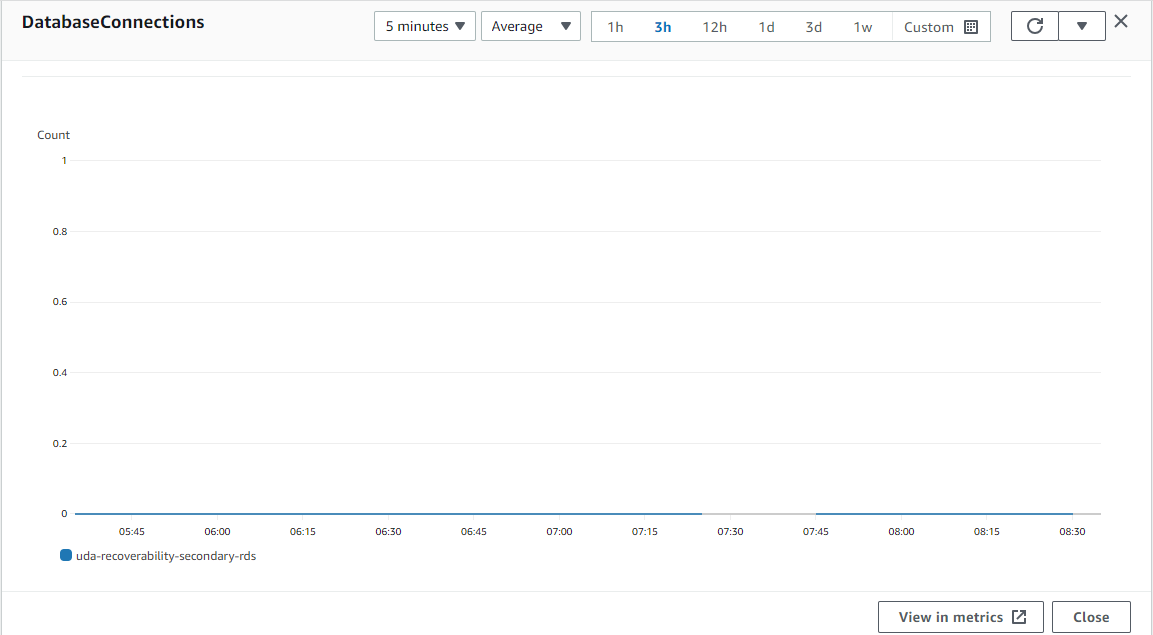 DatabaseConnections
5 minutes
Average
1h 3h 12h 1d 3d 1w Custom
Count
1
0.8
0.6
0.4
0.2
0
05:45 06:00 06:15 06:30 06:45 07:00 07:15 07:30 07:45 08:00 08:15 08:30
uda-recoverability-secondary-rds
View in metrics
Close